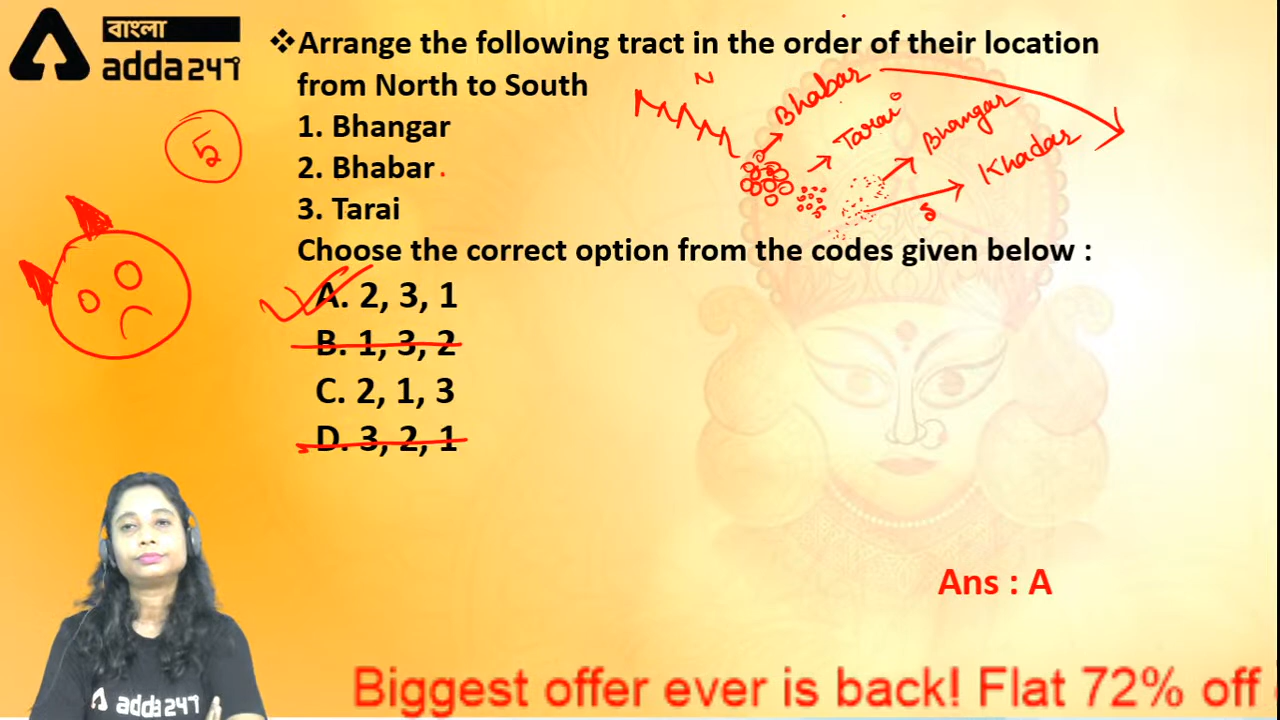 বাংলা
adda247
❖Arrange the following tract in the order of their location
from North to South
1. Bhangar
2. Bhabar
3. Tarai
Choose the correct option from the codes given below :
A. 2, 3, 1
B. 1, 3, 2
C. 2, 1, 3
D. 3, 2, 1
5
N
Bhabar
Tarai
Bhangar
Khadar
S
Ans : A
adda247
Biggest offer ever is back! Flat 72% off